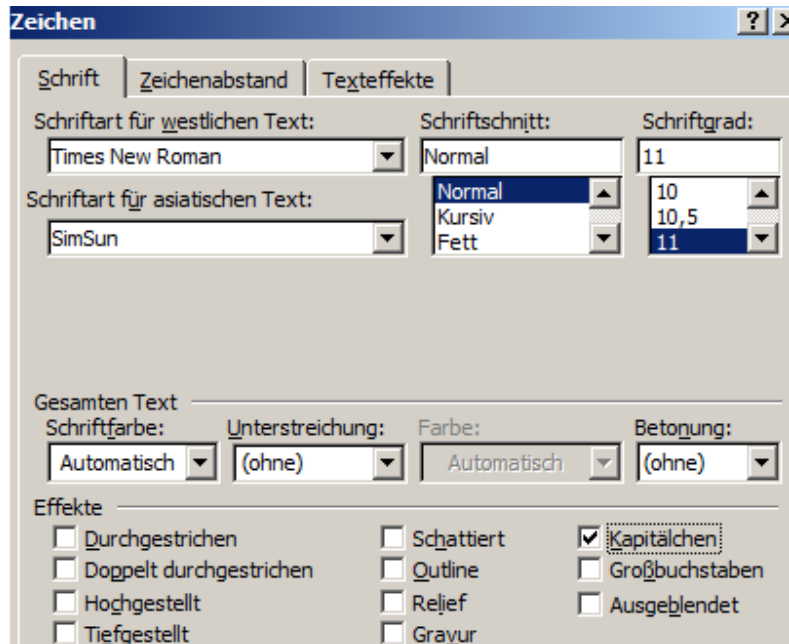 Zeichen ?
Schrift Zeichenabstand Texteffekte
Schriftart für westlichen Text: Schriftschnitt: Schriftgrad:
Times New Roman Normal 11
Schriftart für asiatischen Text: Normal 10
Kursiv 10,5
SimSun Fett 11
Gesamten Text
Schriftfarbe: Unterstreichung: Farbe: Betonung:
Automatisch (ohne) Automatisch (ohne)
Effekte
Durchgestrichen Schattiert Kapitälchen
Doppelt durchgestrichen Outline Großbuchstaben
Hochgestellt Relief Ausgeblendet
Tiefgestellt Gravur